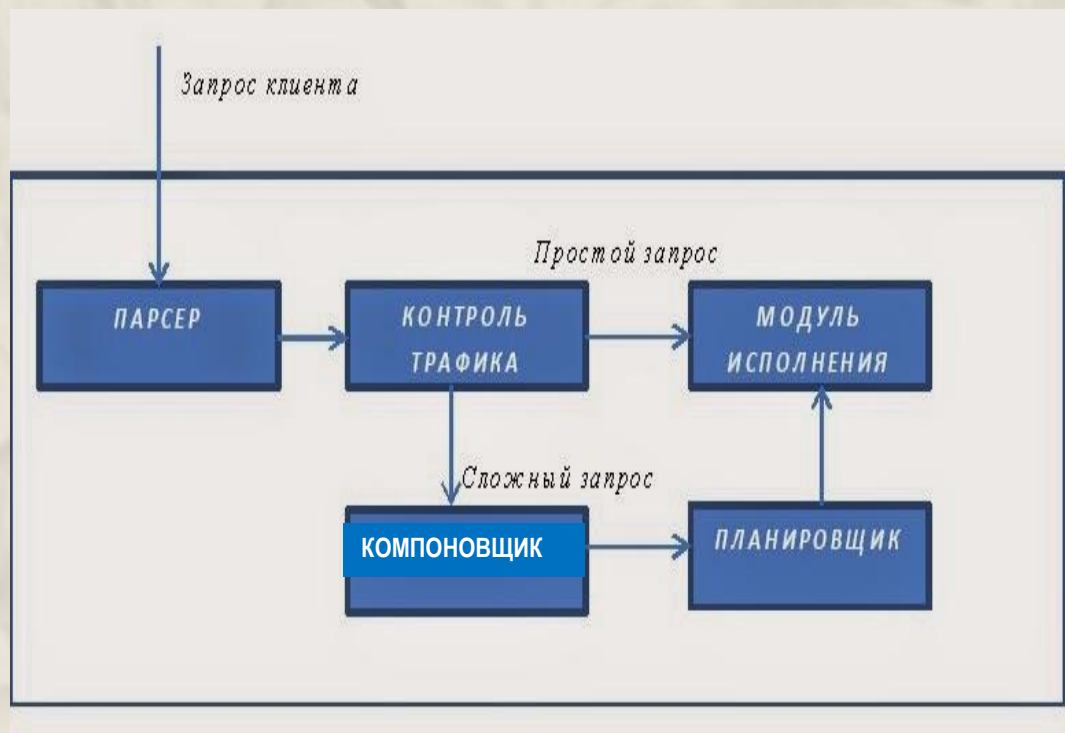 Запрос клиента
Простой запрос
ПАРСЕР
КОНТРОЛЬ
ТРАФИКА
МОДУЛЬ
ИСПОЛНЕНИЯ
Сложный запрос
КОМПОНОВЩИК
ПЛАНИРОВЩИК